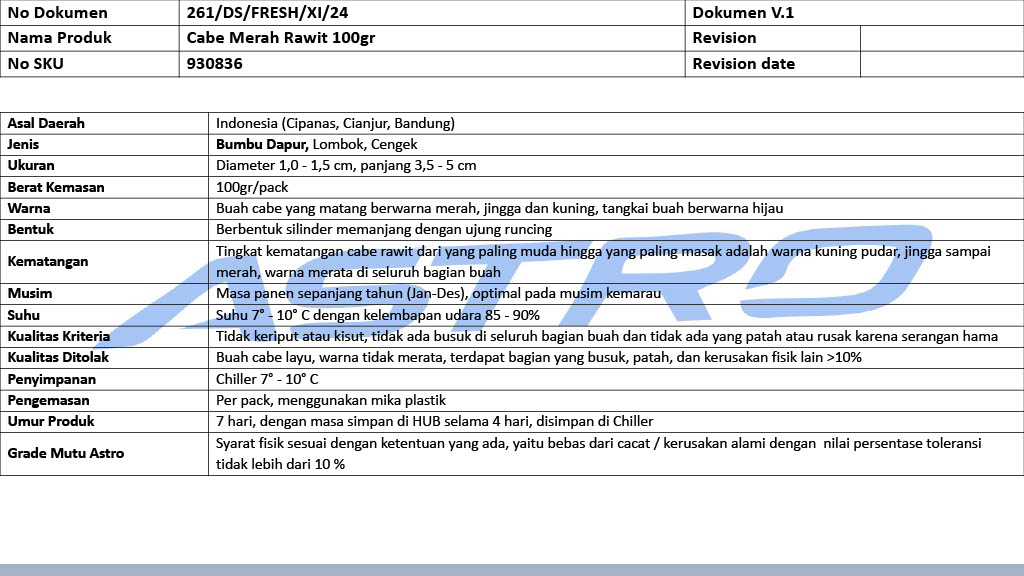 No Dokumen 261/DS/FRESH/XI/24 Dokumen V.1
Nama Produk Cabe Merah Rawit 100gr Revision
No SKU 930836 Revision date
Asal Daerah Indonesia (Cipanas, Cianjur, Bandung)
Jenis Bumbu Dapur, Lombok, Cengek
Ukuran Diameter 1,0 - 1,5 cm, panjang 3,5 - 5 cm
Berat Kemasan 100gr/pack
Warna Buah cabe yang matang berwarna merah, jingga dan kuning, tangkai buah berwarna hijau
Bentuk Berbentuk silinder memanjang dengan ujung runcing
Kematangan Tingkat kematangan cabe rawit dari yang paling muda hingga yang paling masak adalah warna kuning pudar, jingga sampai
merah, warna merata di seluruh bagian buah
Musim Masa panen sepanjang tahun (Jan-Des), optimal pada musim kemarau
Suhu Suhu 7° - 10° C dengan kelembapan udara 85 - 90%
Kualitas Kriteria Tidak keriput atau kisut, tidak ada busuk di seluruh bagian buah dan tidak ada yang patah atau rusak karena serangan hama
Kualitas Ditolak Buah cabe layu, warna tidak merata, terdapat bagian yang busuk, patah, dan kerusakan fisik lain >10%
Penyimpanan Chiller 7° - 10° C
Pengemasan Per pack, menggunakan mika plastik
Umur Produk 7 hari, dengan masa simpan di HUB selama 4 hari, disimpan di Chiller
Grade Mutu Astro Syarat fisik sesuai dengan ketentuan yang ada, yaitu bebas dari cacat / kerusakan alami dengan nilai persentase toleransi
tidak lebih dari 10 %
ASTRO